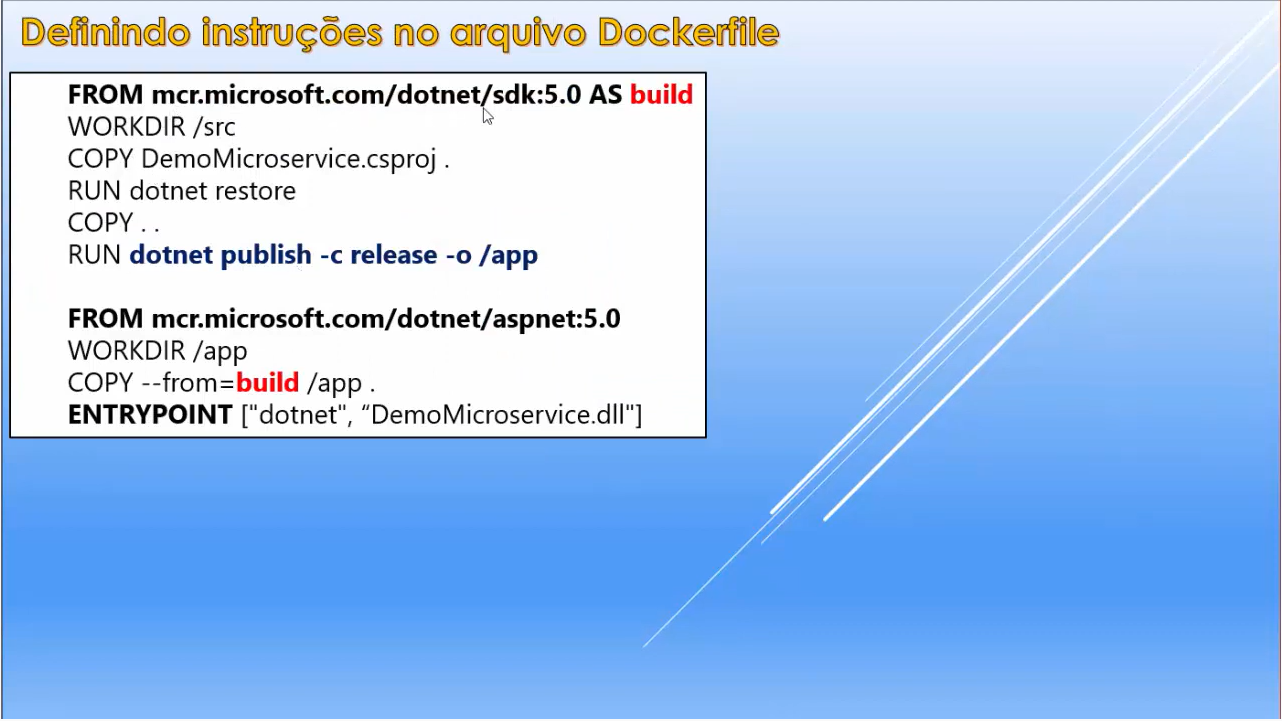 Definindo instruções no arquivo Dockerfile
FROM mcr.microsoft.com/dotnet/sdk:5.0 AS build
WORKDIR /src
COPY DemoMicroservice.csproj .
RUN dotnet restore
COPY . .
RUN dotnet publish -c release -o /app
FROM mcr.microsoft.com/dotnet/aspnet:5.0
WORKDIR /app
COPY --from=build /app .
ENTRYPOINT ["dotnet", “DemoMicroservice.dll"]